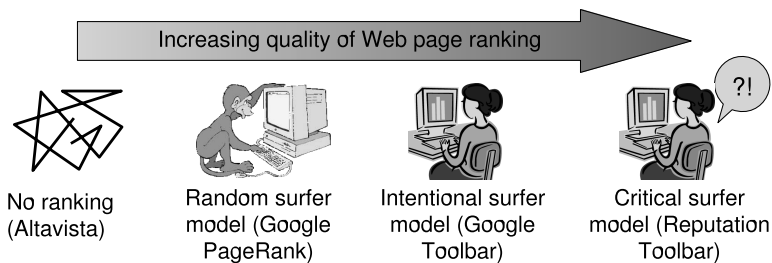 Increasing quality of Web page ranking
?!
No ranking
(Altavista)
Random surfer
model (Google
PageRank)
Intentional surfer
model (Google
Toolbar)
Critical surfer
model (Reputation
Toolbar)